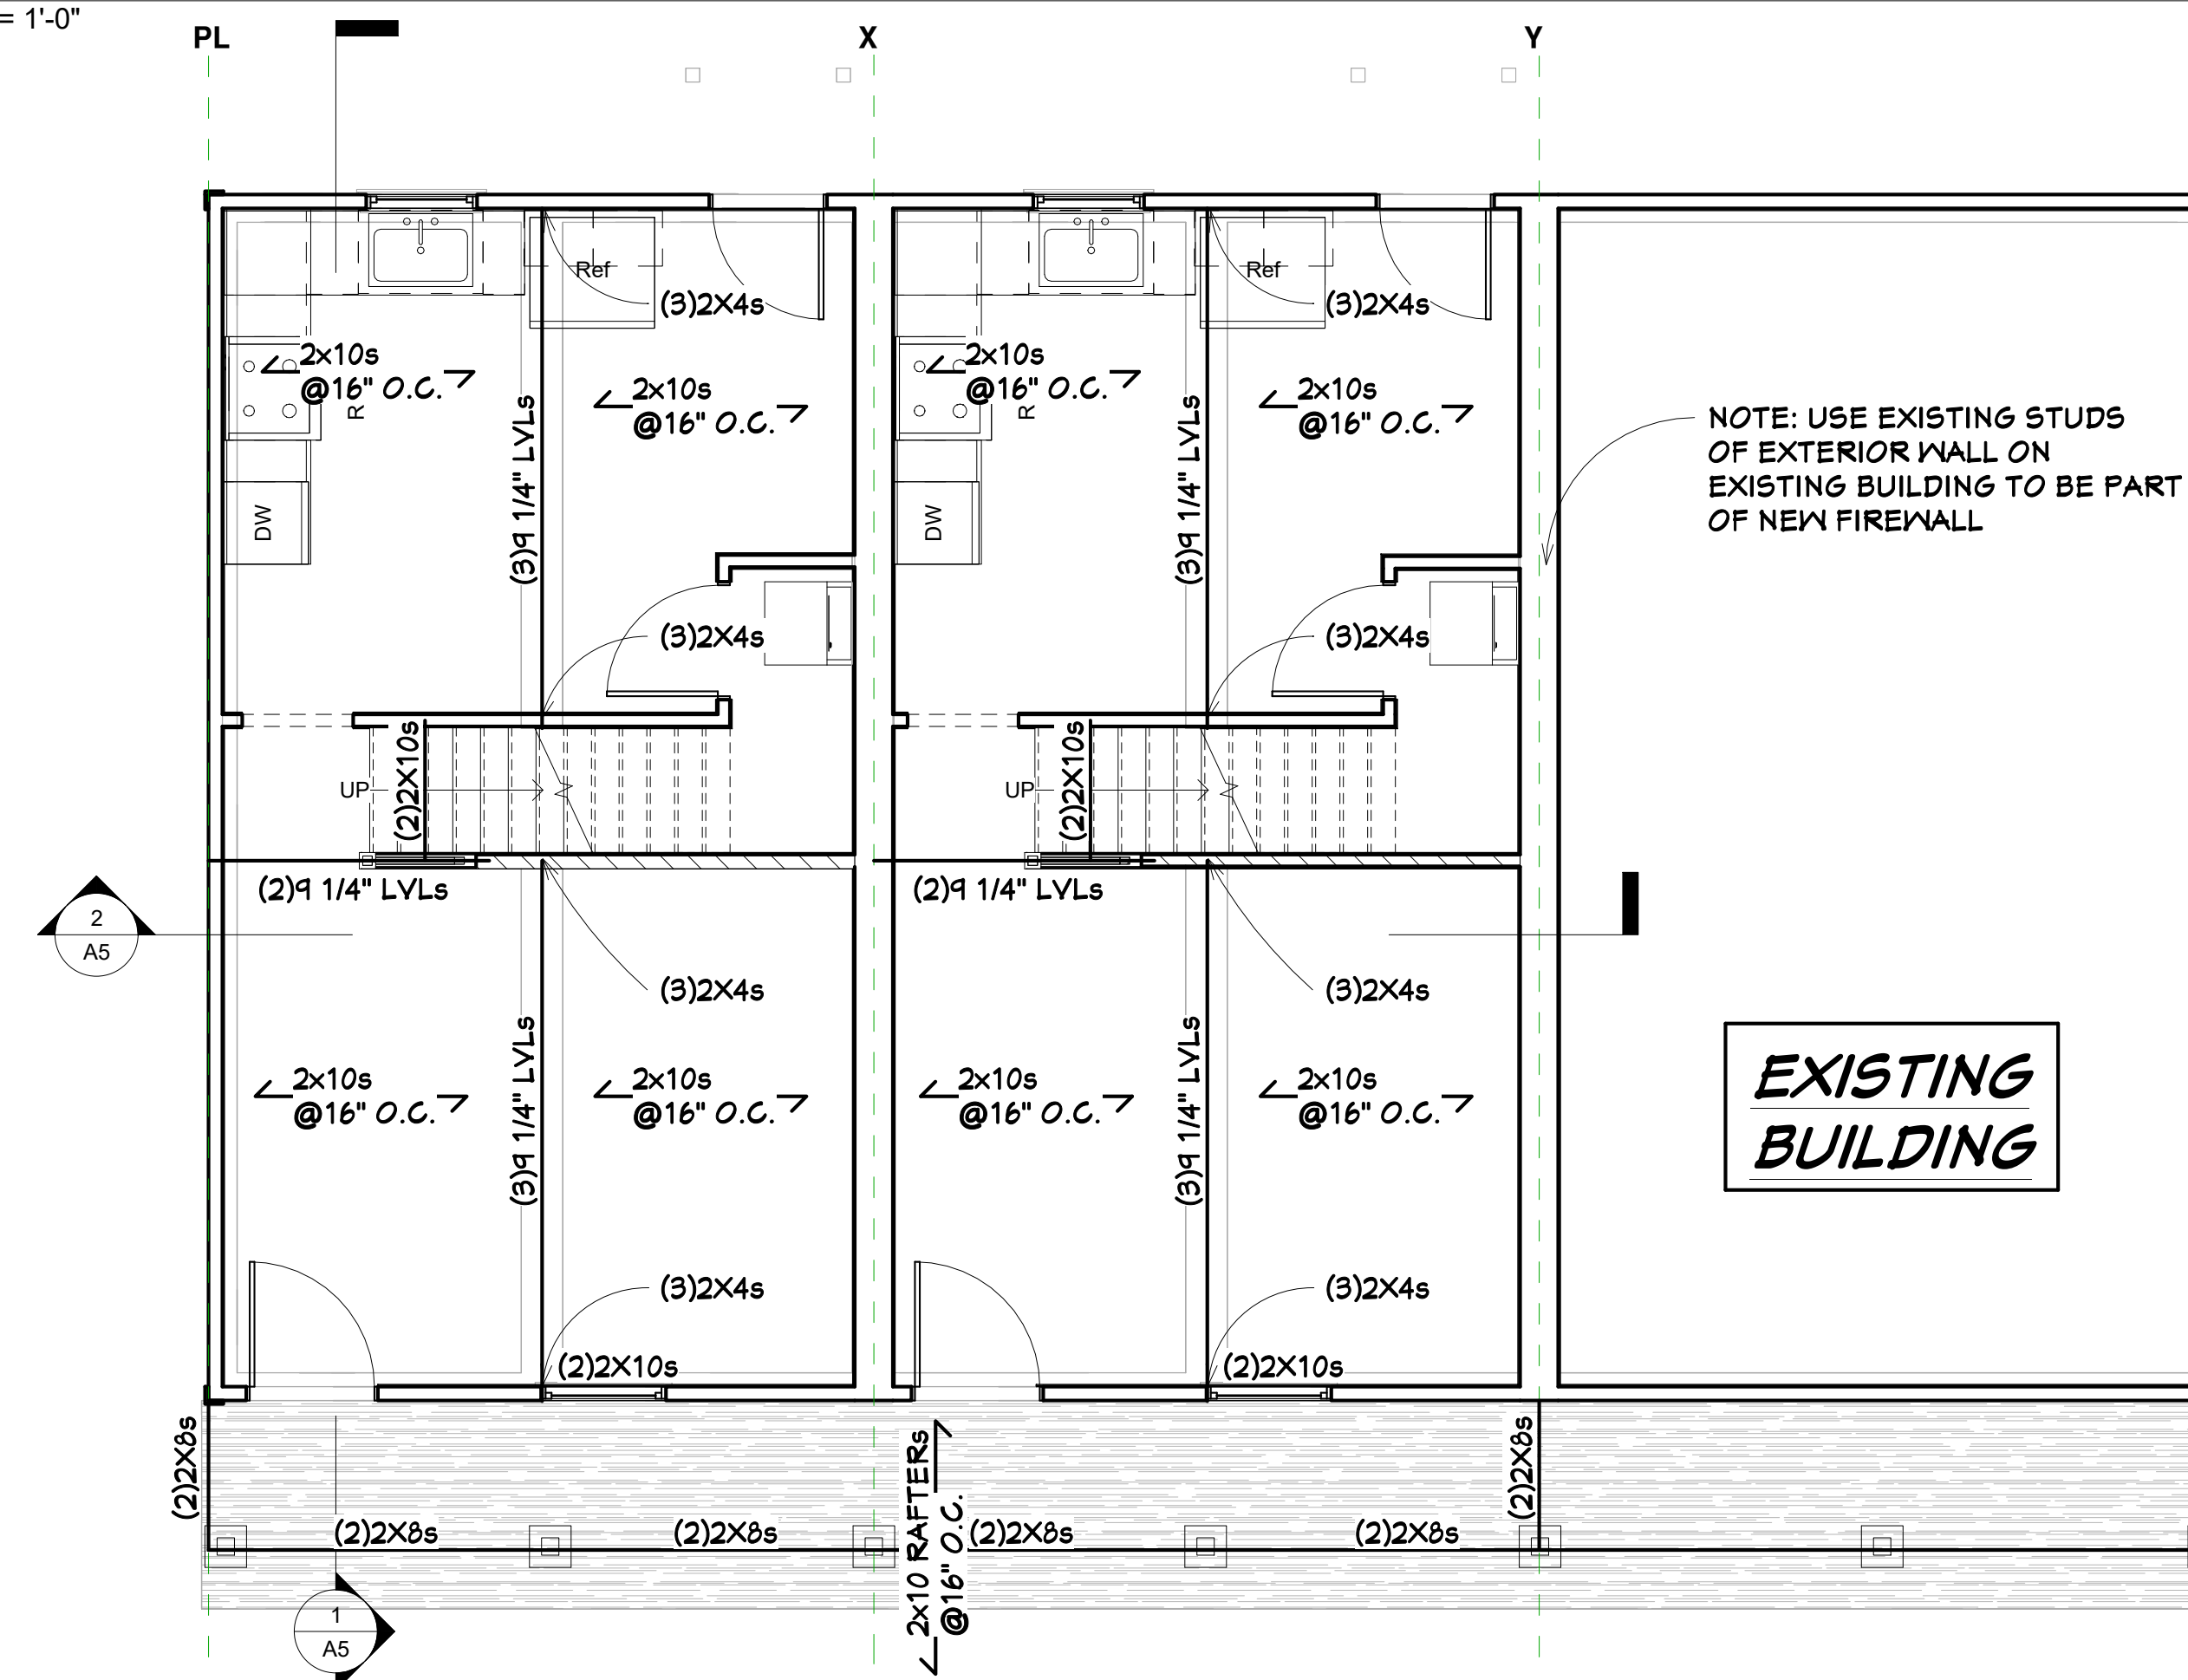 = 1'-0"
PL
X
Y
Ref
Ref
(3)2X4s
(3)2X4s
2x10s
@16" O.C.
2x10s
@16" O.C.
2x10s
@16" O.C.
2x10s
@16" O.C.
R
R
(3)9 1/4" LVLs
(3)9 1/4" LVLs
NOTE: USE EXISTING STUDS
OF EXTERIOR WALL ON
EXISTING BUILDING TO BE PART
OF NEW FIREWALL
DW
DW
(3)2X4s
(3)2X4s
UP
(2)2X10s
UP
(2)2X10s
(2)9 1/4" LVLs
(2)9 1/4" LVLs
2
A5
(3)2X4s
(3)2X4s
(3)9 1/4" LVLs
(3)9 1/4" LVLs
2x10s
@16" O.C.
2x10s
@16" O.C.
2x10s
@16" O.C.
2x10s
@16" O.C.
EXISTING
BUILDING
(3)2X4s
(3)2X4s
(2)2X10s
(2)2X10s
(2)2X8s
(2)2X8s
(2)2X8s
(2)2X8s
(2)2X8s
(2)2X8s
2x10 RAFTERs
@16" O.C.
1
A5